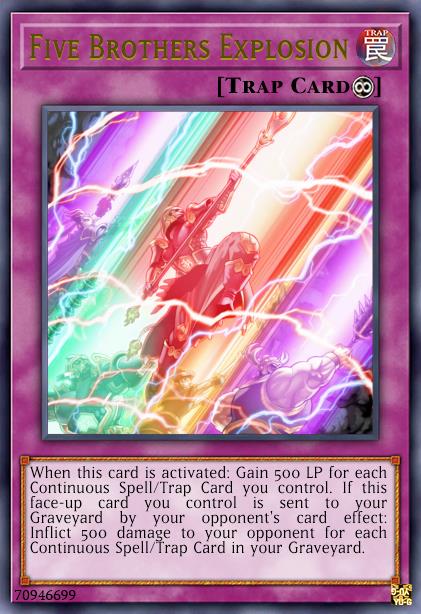 Five Brothers Explosion
TRAP
罠
[Trap Card]
When this card is activated: Gain 500 LP for each
Continuous Spell/Trap Card you control. If this
face-up card you control is sent to your
Graveyard by your opponent's card effect:
Inflict 500 damage to your opponent for each
Continuous Spell/Trap Card in your Graveyard.
70946699